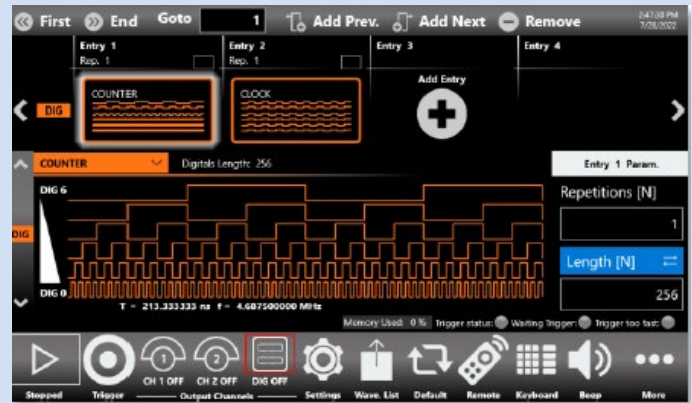 First End Goto 1 Add Prev. Add Next Remove 2:47:33 PM
7/28/2022
Entry 1 Entry 2 Entry 3 Entry 4
Rep. 1 Rep. 1
Add Entry
COUNTER CLOCK
DIG
COUNTER Digitals Length: 256 Entry 1 Param.
DIG 6 Repetitions [N]
1
DIG
Length [N]
DIG 0 256
T = 213.333333 ns f = 4.687500000 MHz
Memory Used: 0 % Trigger status: Waiting Trigger: Trigger too fast:
1 2
CH 1 OFF CH 2 OFF DIG OFF
Stopped Trigger Output Channels Settings Wave. List Default Remote Keyboard Beep More